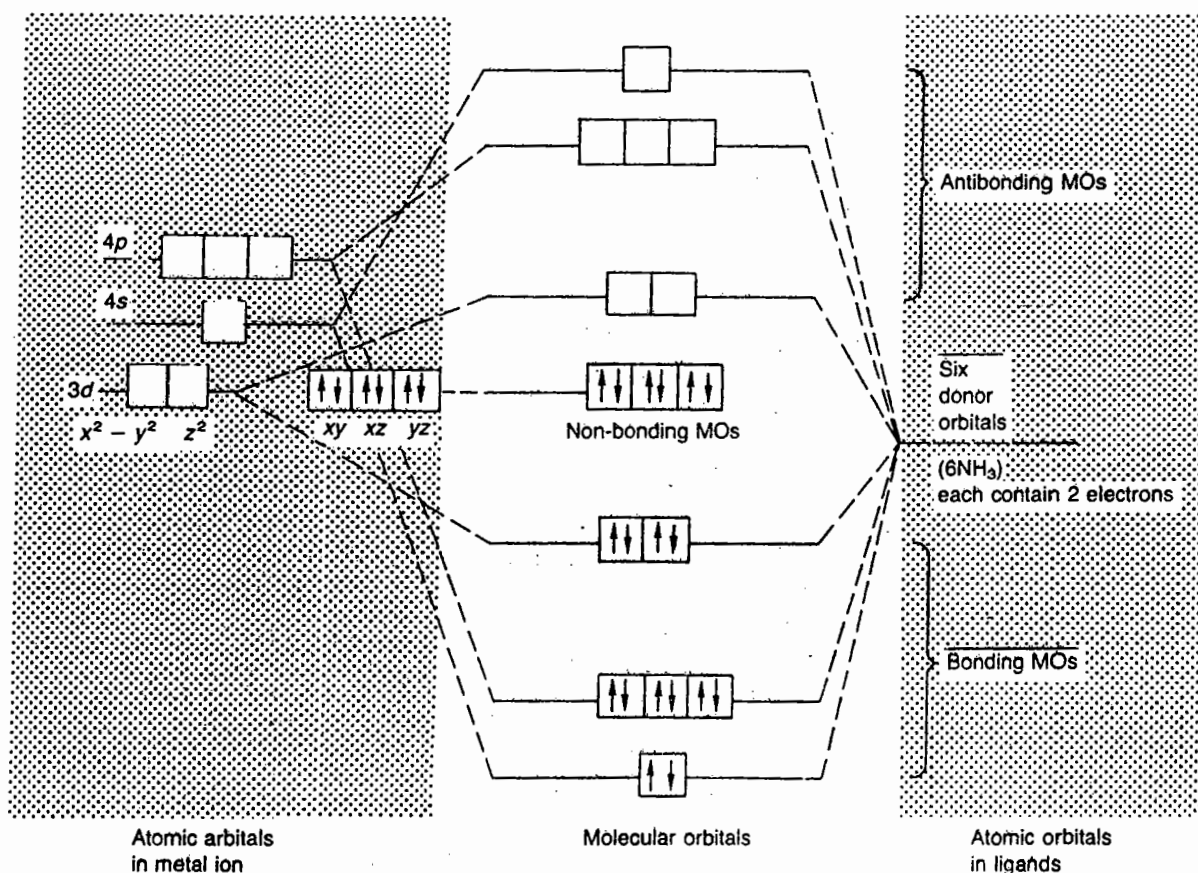 Antibonding MOs
4p
4s
3d
x² − y² z²
xy xz yz
Non-bonding MOs
Six
donor
orbitals
(6NH₃)
each contain 2 electrons
Bonding MOs
Atomic arbitals
in metal ion
Molecular orbitals
Atomic orbitals
in ligands